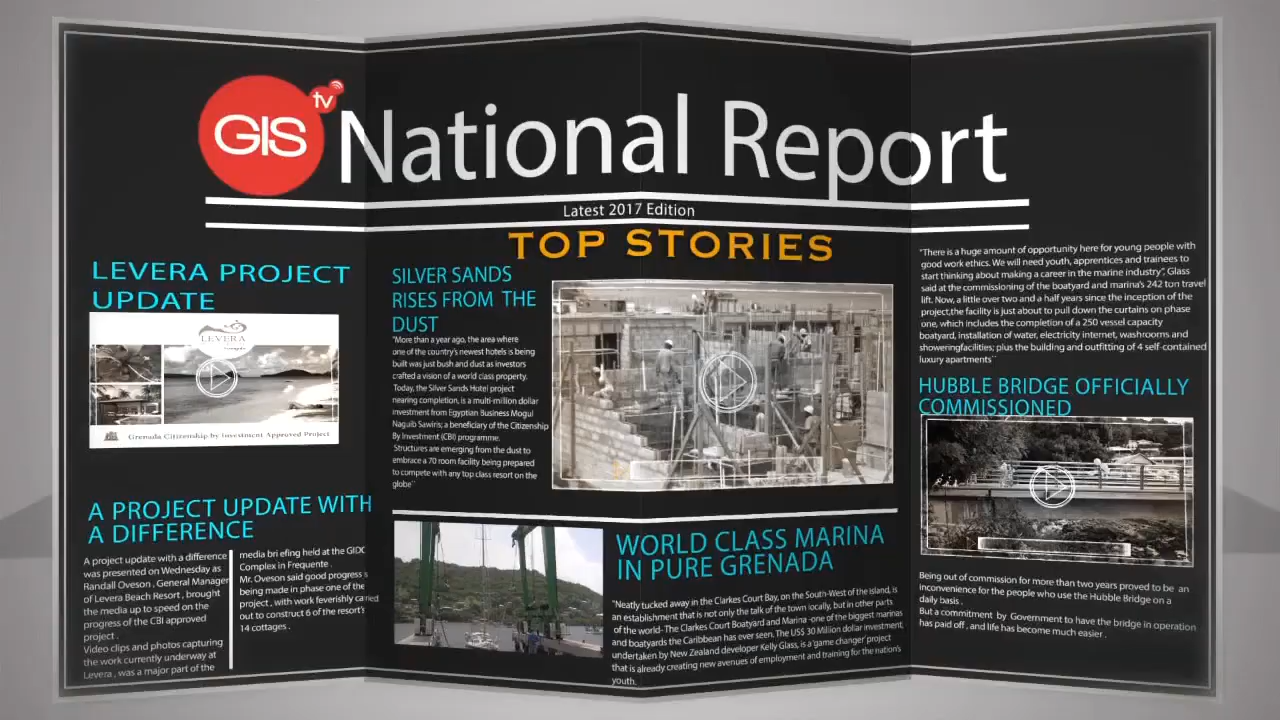 GIS
tv
National Report
Latest 2017 Edition
TOP STORIES
LEVERA PROJECT
UPDATE
LEVERA
Grenada Citizenship by Investment Approved Project
A PROJECT UPDATE WITH
A DIFFERENCE
A project update with a difference
was presented on Wednesday as
Randall Oveson , General Manager
of Levera Beach Resort , brought
the media up to speed on the
progress of the CBI approved
project .
Video clips and photos capturing
the work currently underway at
Levera , was a major part of the
media bri efing held at the GIDC
Complex in Frequente .
Mr. Oveson said good progress is
being made in phase one of the
project , with work feverishly carried
out to construct 6 of the resort's
14 cottages .
SILVER SANDS
RISES FROM THE
DUST
"More than a year ago, the area where
one of the country's newest hotels is being
built was just bush and dust as investors
crafted a vision of a world class property.
Today, the Silver Sands Hotel project
nearing completion, is a multi-million dollar
investment from Egyptian Business Mogul
Naguib Sawiris; a beneficiary of the Citizenship
By Investment (CBI) programme.
Structures are emerging from the dust to
embrace a 70 room facility being prepared
to compete with any top class resort on the
globe``
WORLD CLASS MARINA
IN PURE GRENADA
"Neatly tucked away in the Clarkes Court Bay, on the South-West of the Island, is
an establishment that is not only the talk of the town locally, but in other parts
of the world- The Clarkes Court Boatyard and Marina -one of the biggest marinas
and boatyards the Caribbean has ever seen. The US$ 30 Million dollar investment,
undertaken by New Zealand developer Kelly Glass, is a 'game changer' project
that is already creating new avenues of employment and training for the nation's
youth.
"There is a huge amount of opportunity here for young people with
good work ethics. We will need youth, apprentices and trainees to
start thinking about making a career in the marine industry", Glass
said at the commissioning of the boatyard and marina's 242 ton travel
lift. Now, a little over two and a half years since the inception of the
project,the facility is just about to pull down the curtains on phase
one, which includes the completion of a 250 vessel capacity
boatyard, installation of water, electricity internet, washrooms and
showeringfacilities; plus the building and outfitting of 4 self-contained
luxury apartments``
HUBBLE BRIDGE OFFICIALLY
COMMISSIONED
Being out of commission for more than two years proved to be an
inconvenience for the people who use the Hubble Bridge on a
daily basis .
But a commitment by Government to have the bridge in operation
has paid off , and life has become much easier .